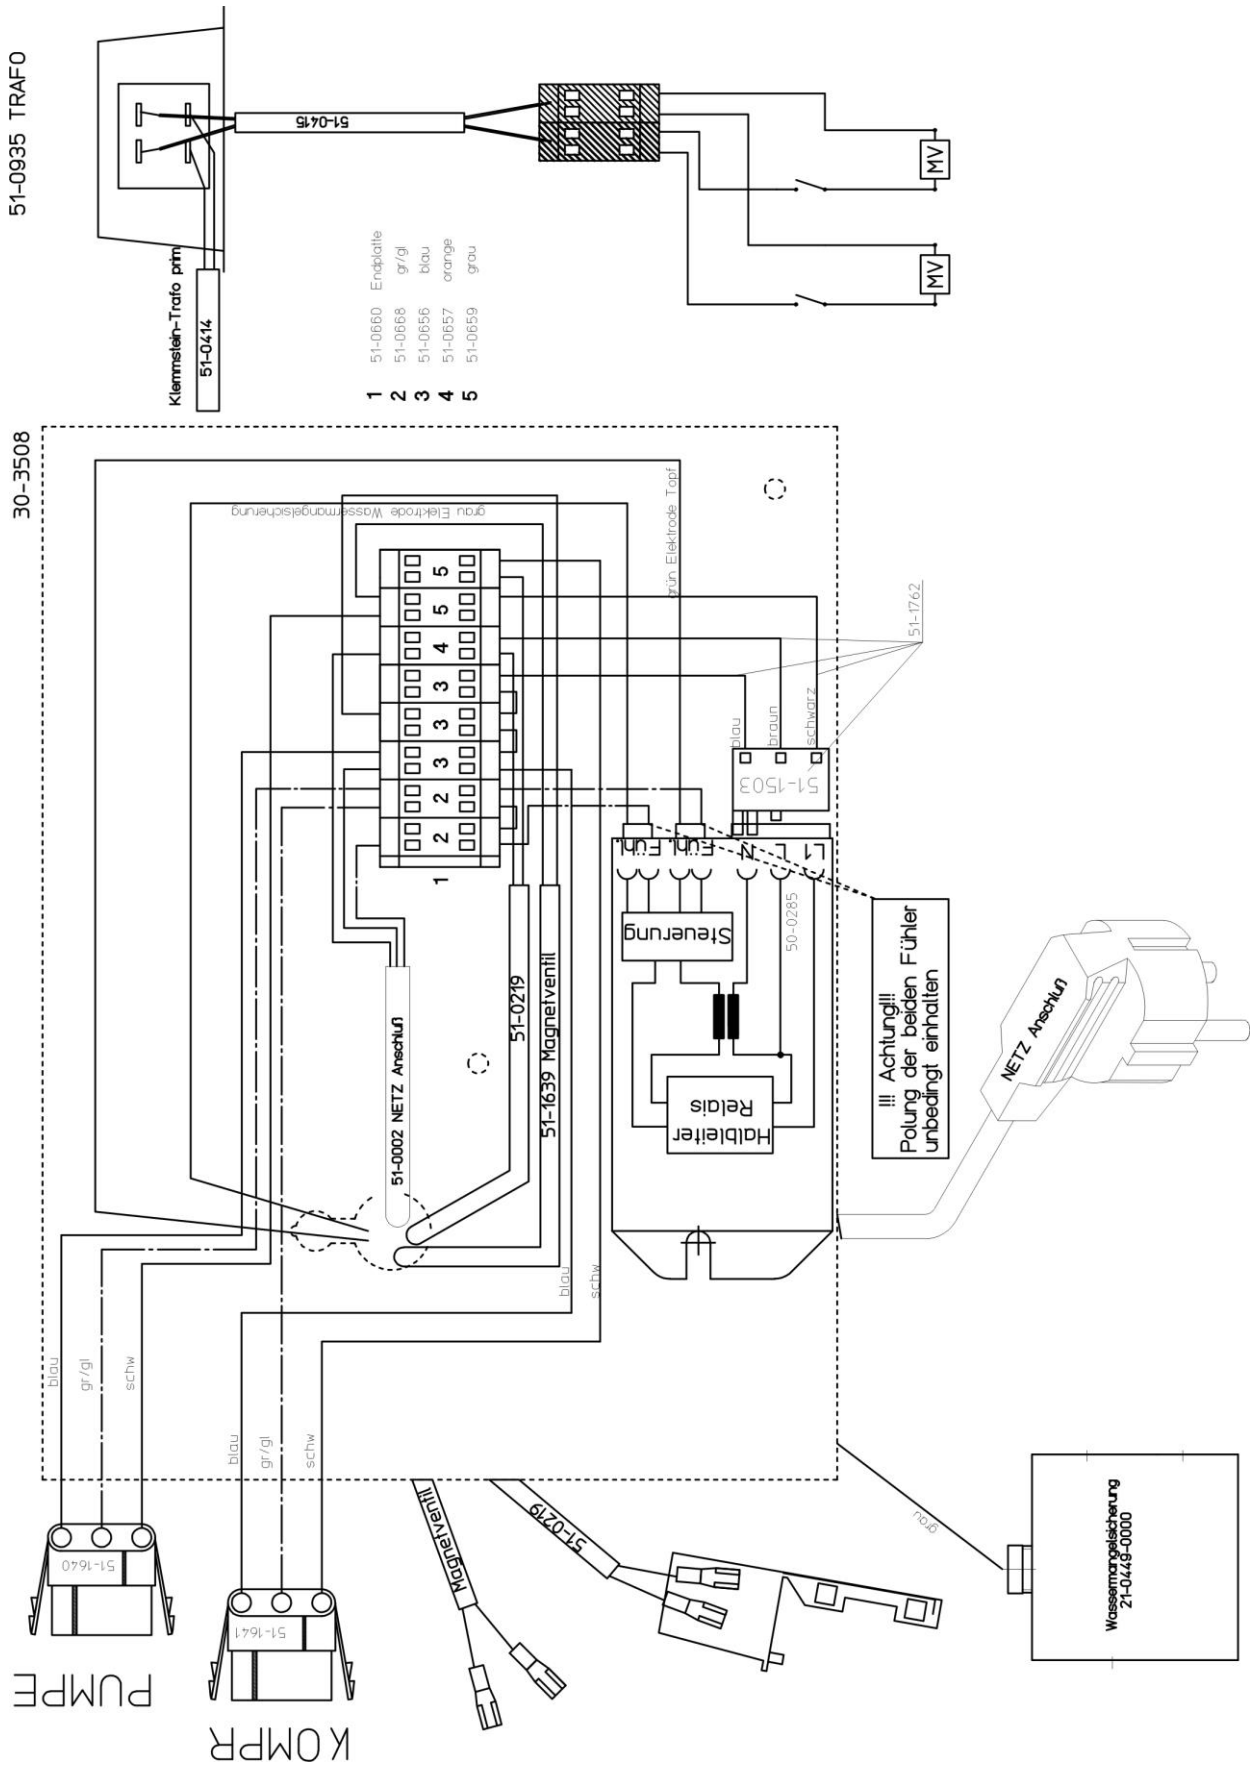 51-0935 TRAFO
Klemmstein-Trafo prim
51-0414
51-0415
MV
MV
1 51-0660 Endplatte
2 51-0668 gr/gl
3 51-0656 blau
4 51-0657 orange
5 51-0659 grau
30-3508
grau Elektrode Wassermangelsicherung
grün Elektrode Topf
1
2
2
3
3
3
4
5
5
51-1762
blau
braun
schwarz
51-1503
Fühl.
Fühl.
N
L
L1
50-0285
Steuerung
Halbleiter
Relais
51-0002 NETZ Anschluß
51-0219
51-1639 Magnetventil
!!! Achtung!!!
Polung der beiden Fühler
unbedingt einhalten
NETZ Anschluß
blau
schw
blau
gr/gl
schw
blau
gr/gl
schw
51-1640
PUMPE
51-1641
KOMPR
Magnetventil
51-0219
grau
Wassermangelsicherung
21-0449-0000